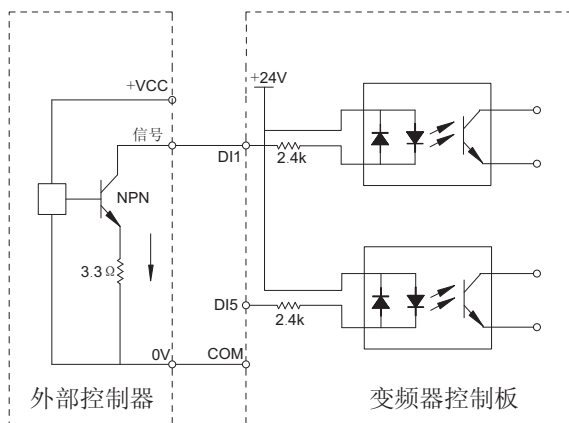 +VCC
+24V
信号
DI1
2.4k
NPN
3.3Ω
DI5
2.4k
0V
COM
外部控制器
变频器控制板